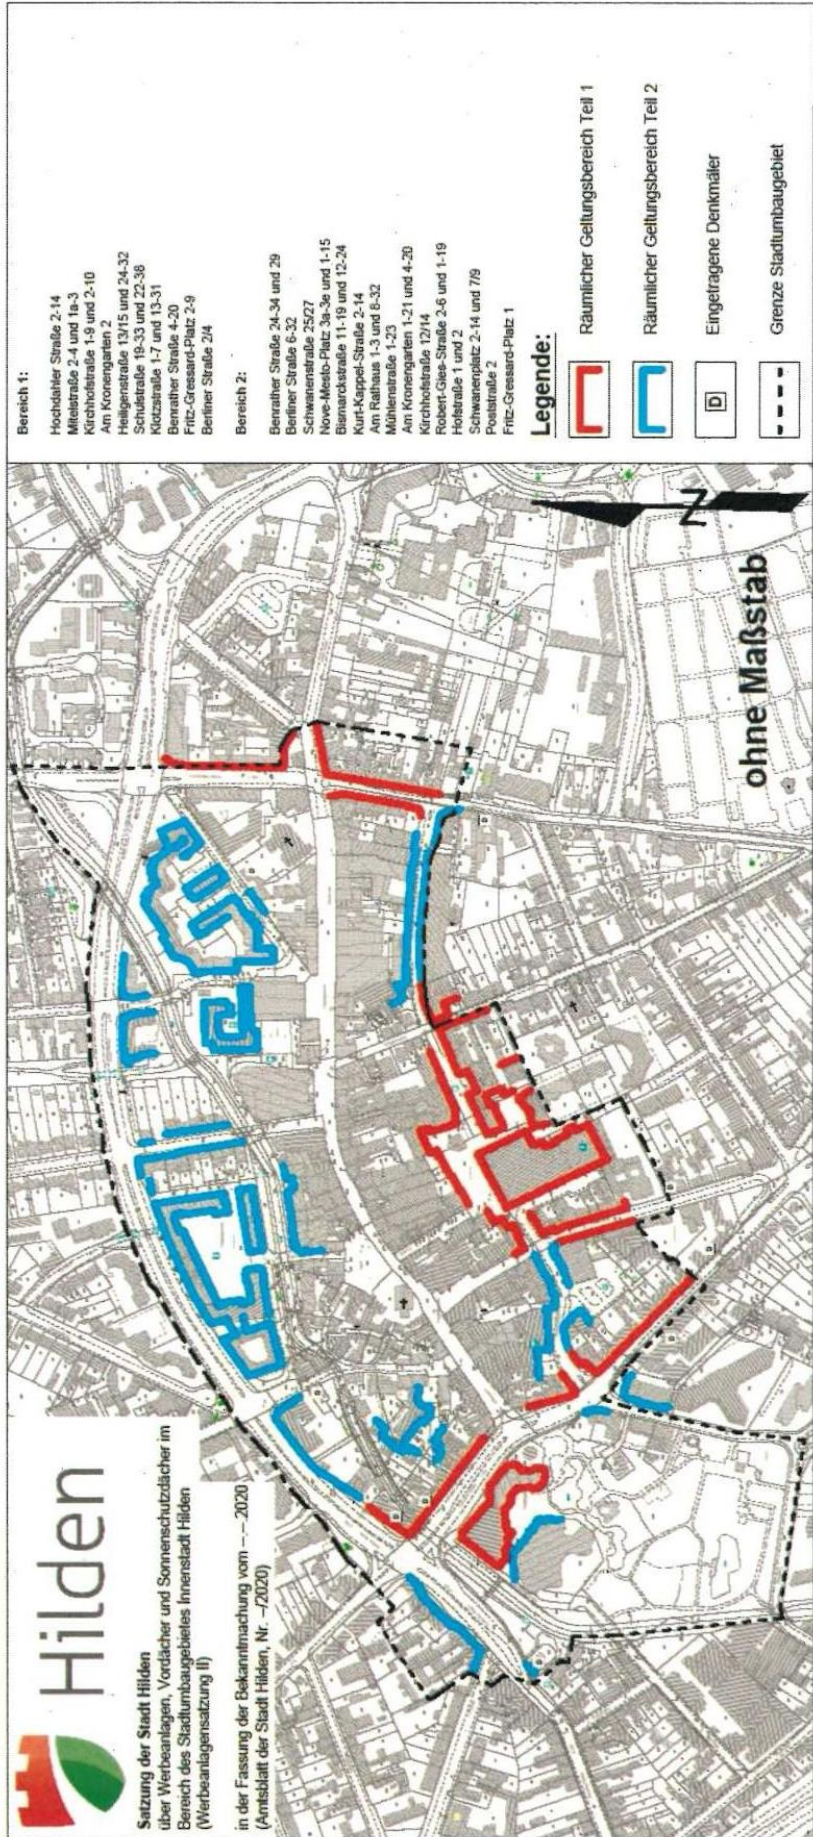 Hilden
Satzung der Stadt Hilden
über Werbeanlagen, Vordächer und Sonnenschutzdächer im
Bereich des Stadtumbaugebietes Innenstadt Hilden
(Werbeanlagensatzung II)
in der Fassung der Bekanntmachung vom --.--.2020
(Amtsblatt der Stadt Hilden, Nr. --/2020)
ohne Maßstab
N
Bereich 1:
Hochdahler Straße 2-14
Mittelstraße 2-4 und 1a-3
Kirchhofstraße 1-9 und 2-10
Am Kronengarten 2
Heiligenstraße 13/15 und 24-32
Schulstraße 19-33 und 22-38
Klotzstraße 1-7 und 13-31
Benrather Straße 4-20
Fritz-Gressard-Platz 2-9
Berliner Straße 2/4
Bereich 2:
Benrather Straße 24-34 und 29
Berliner Straße 6-32
Schwanenstraße 25/27
Nove-Mesto-Platz 3a-3e und 1-15
Bismarckstraße 11-19 und 12-24
Kurt-Kappel-Straße 2-14
Am Rathaus 1-3 und 8-32
Mühlenstraße 1-23
Am Kronengarten 1-21 und 4-20
Kirchhofstraße 12/14
Robert-Gies-Straße 2-6 und 1-19
Hofstraße 1 und 2
Schwanenplatz 2-14 und 7/9
Poststraße 2
Fritz-Gressard-Platz 1
Legende:
Räumlicher Geltungsbereich Teil 1
Räumlicher Geltungsbereich Teil 2
D
Eingetragene Denkmäler
Grenze Stadtumbaugebiet